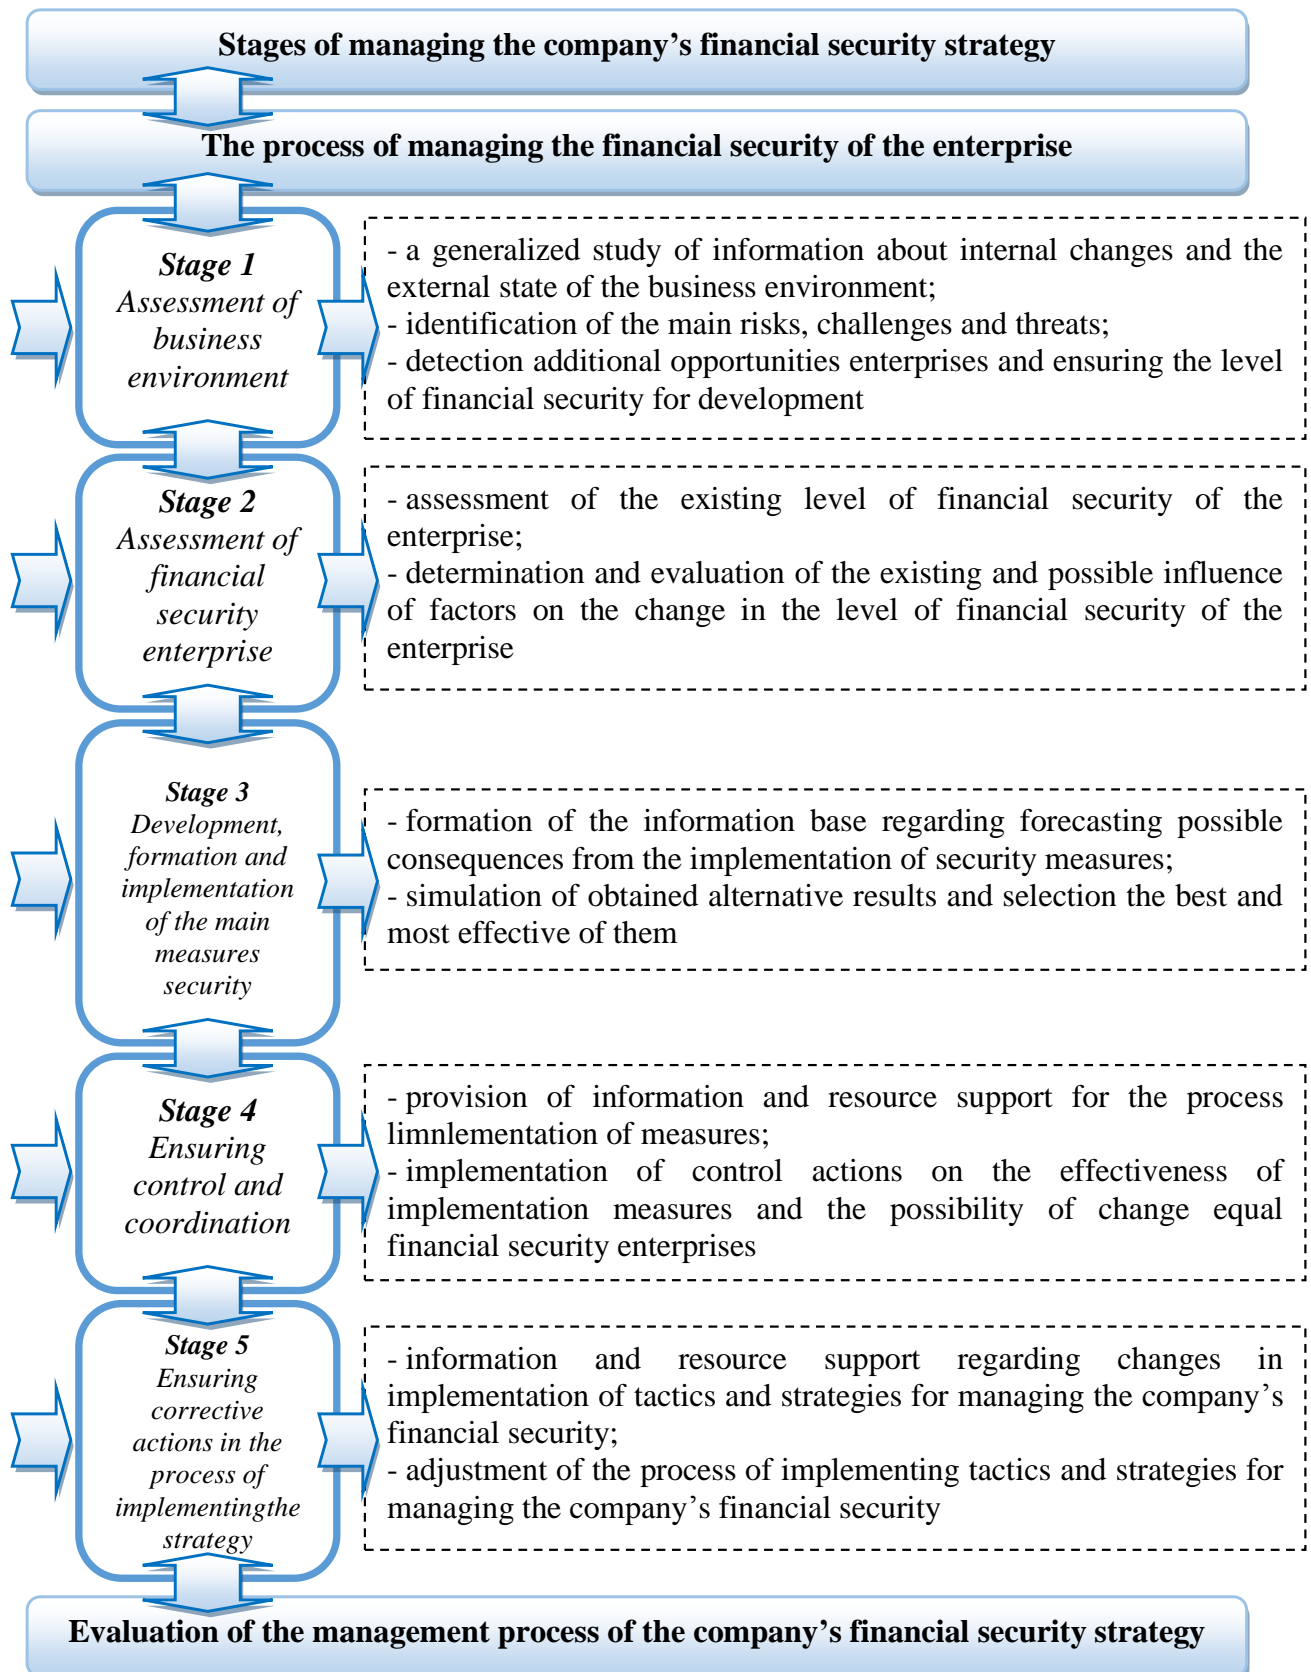 Stages of managing the company’s financial security strategy
The process of managing the financial security of the enterprise
Stage 1
Assessment of
business
environment
- a generalized study of information about internal changes and the
external state of the business environment;
- identification of the main risks, challenges and threats;
- detection additional opportunities enterprises and ensuring the level
of financial security for development
Stage 2
Assessment of
financial
security
enterprise
- assessment of the existing level of financial security of the
enterprise;
- determination and evaluation of the existing and possible influence
of factors on the change in the level of financial security of the
enterprise
Stage 3
Development,
formation and
implementation
of the main
measures
security
- formation of the information base regarding forecasting possible
consequences from the implementation of security measures;
- simulation of obtained alternative results and selection the best and
most effective of them
Stage 4
Ensuring
control and
coordination
- provision of information and resource support for the process
limnlementation of measures;
- implementation of control actions on the effectiveness of
implementation measures and the possibility of change equal
financial security enterprises
Stage 5
Ensuring
corrective
actions in the
process of
implementingthe
strategy
- information and resource support regarding changes in
implementation of tactics and strategies for managing the company’s
financial security;
- adjustment of the process of implementing tactics and strategies for
managing the company’s financial security
Evaluation of the management process of the company’s financial security strategy